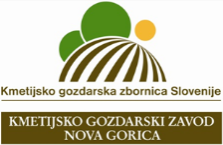 Kmetijsko gozdarska zbornica Slovenije
KMETIJSKO GOZDARSKI ZAVOD
NOVA GORICA